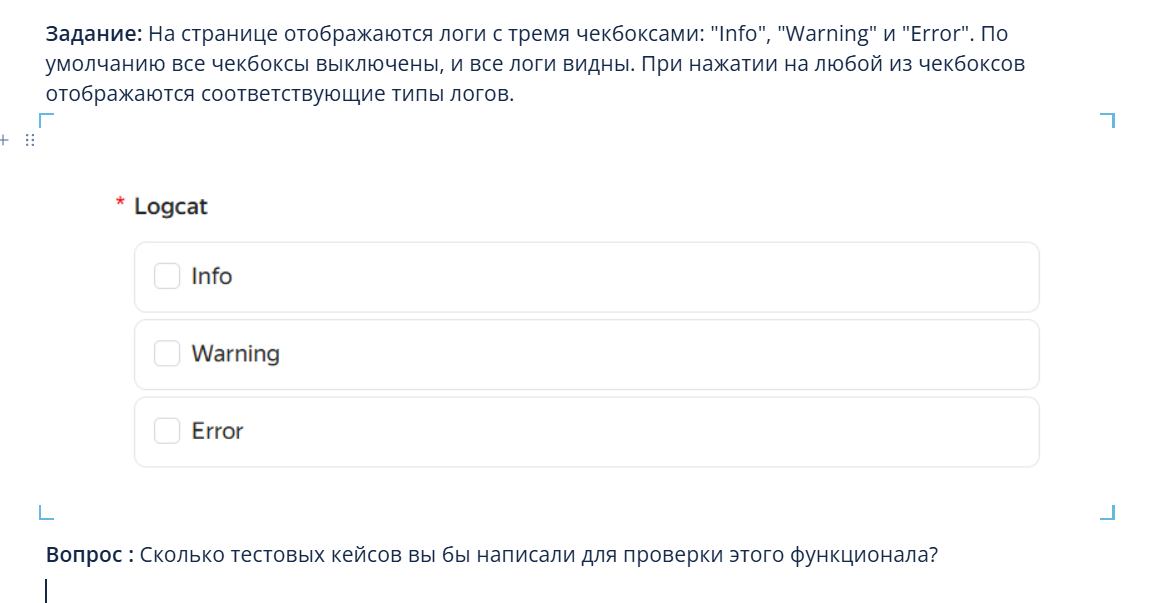 Задание: На странице отображаются логи с тремя чекбоксами: "Info", "Warning" и "Error". По
умолчанию все чекбоксы выключены, и все логи видны. При нажатии на любой из чекбоксов
отображаются соответствующие типы логов.
* Logcat
Info
Warning
Error
Вопрос : Сколько тестовых кейсов вы бы написали для проверки этого функционала?